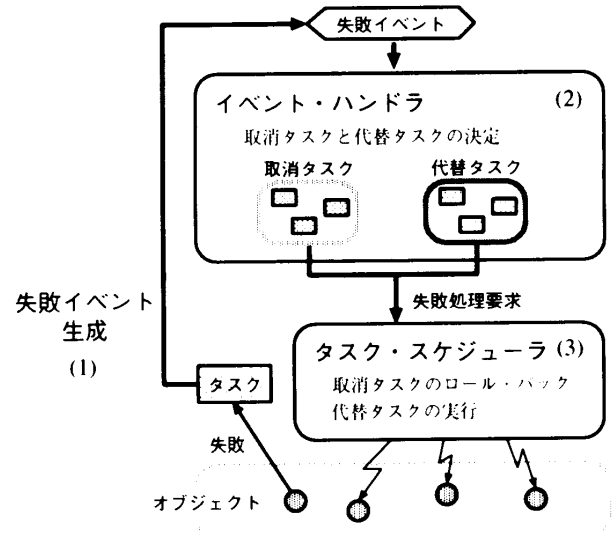 失敗イベント
イベント・ハンドラ (2)
取消タスクと代替タスクの決定
取消タスク
代替タスク
失敗処理要求
失敗イベント
生成
(1)
タスク・スケジューラ (3)
取消タスクのロール・バック
代替タスクの実行
タスク
失敗
オブジェクト